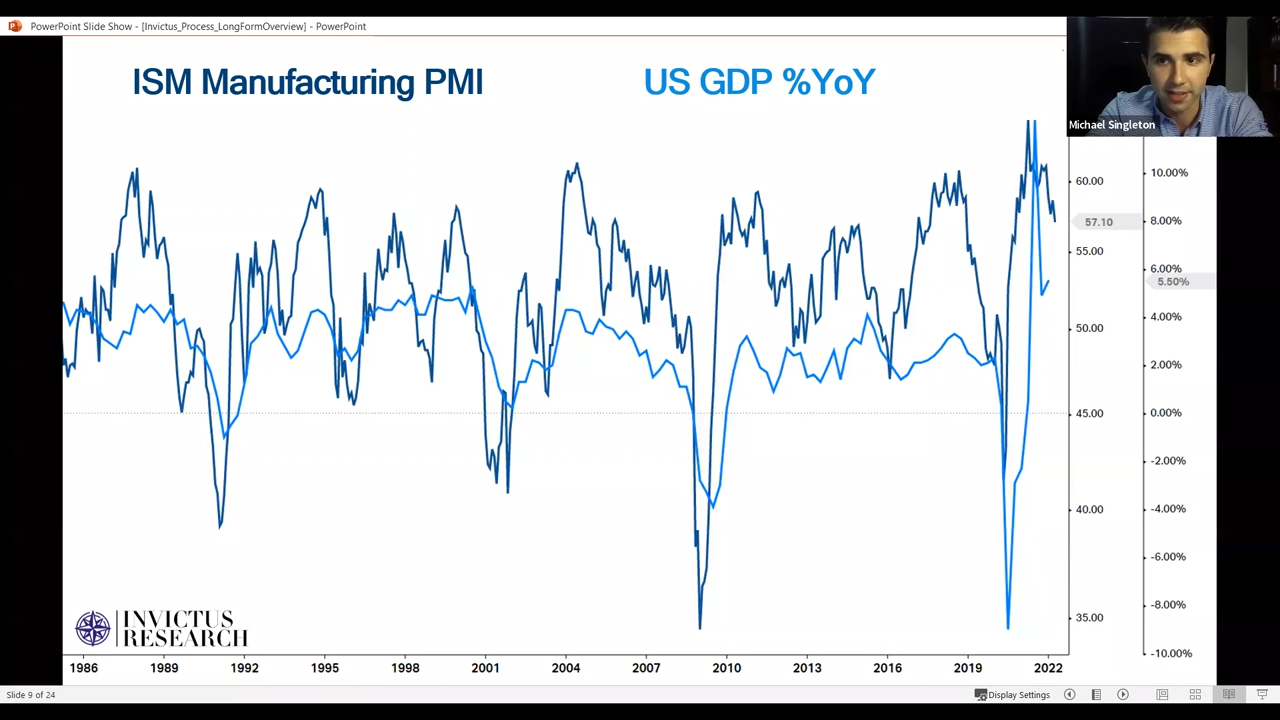 PowerPoint Slide Show - [Invictus_Process_LongFormOverview] - PowerPoint
ISM Manufacturing PMI
US GDP %YoY
Michael Singleton
60.00
57.10
55.00
50.00
45.00
40.00
35.00
10.00%
8.00%
6.00%
5.50%
4.00%
2.00%
0.00%
-2.00%
-4.00%
-6.00%
-8.00%
-10.00%
INVICTUS
RESEARCH
1986 1989 1992 1995 1998 2001 2004 2007 2010 2013 2016 2019 2022
Slide 9 of 24
Display Settings